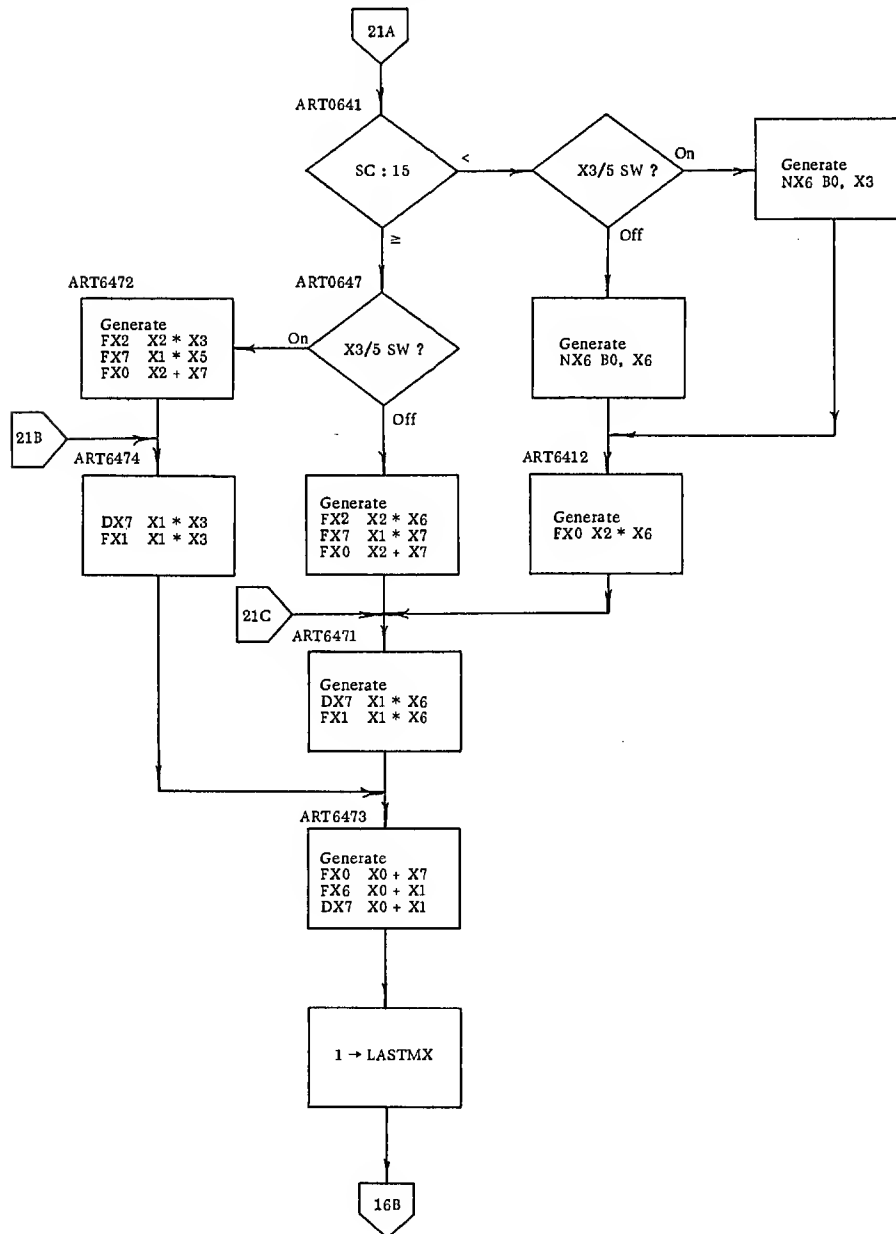 21A
ART0641
SC : 15
<
X3/5 SW ?
On
Generate
NX6 B0, X3
≥
Off
ART0647
ART6472
Generate
FX2 X2 * X3
FX7 X1 * X5
FX0 X2 + X7
On
X3/5 SW ?
Generate
NX6 B0, X6
Off
21B
ART6474
ART6412
DX7 X1 * X3
FX1 X1 * X3
Generate
FX2 X2 * X6
FX7 X1 * X7
FX0 X2 + X7
Generate
FX0 X2 * X6
21C
ART6471
Generate
DX7 X1 * X6
FX1 X1 * X6
ART6473
Generate
FX0 X0 + X7
FX6 X0 + X1
DX7 X0 + X1
1 → LASTMX
16B